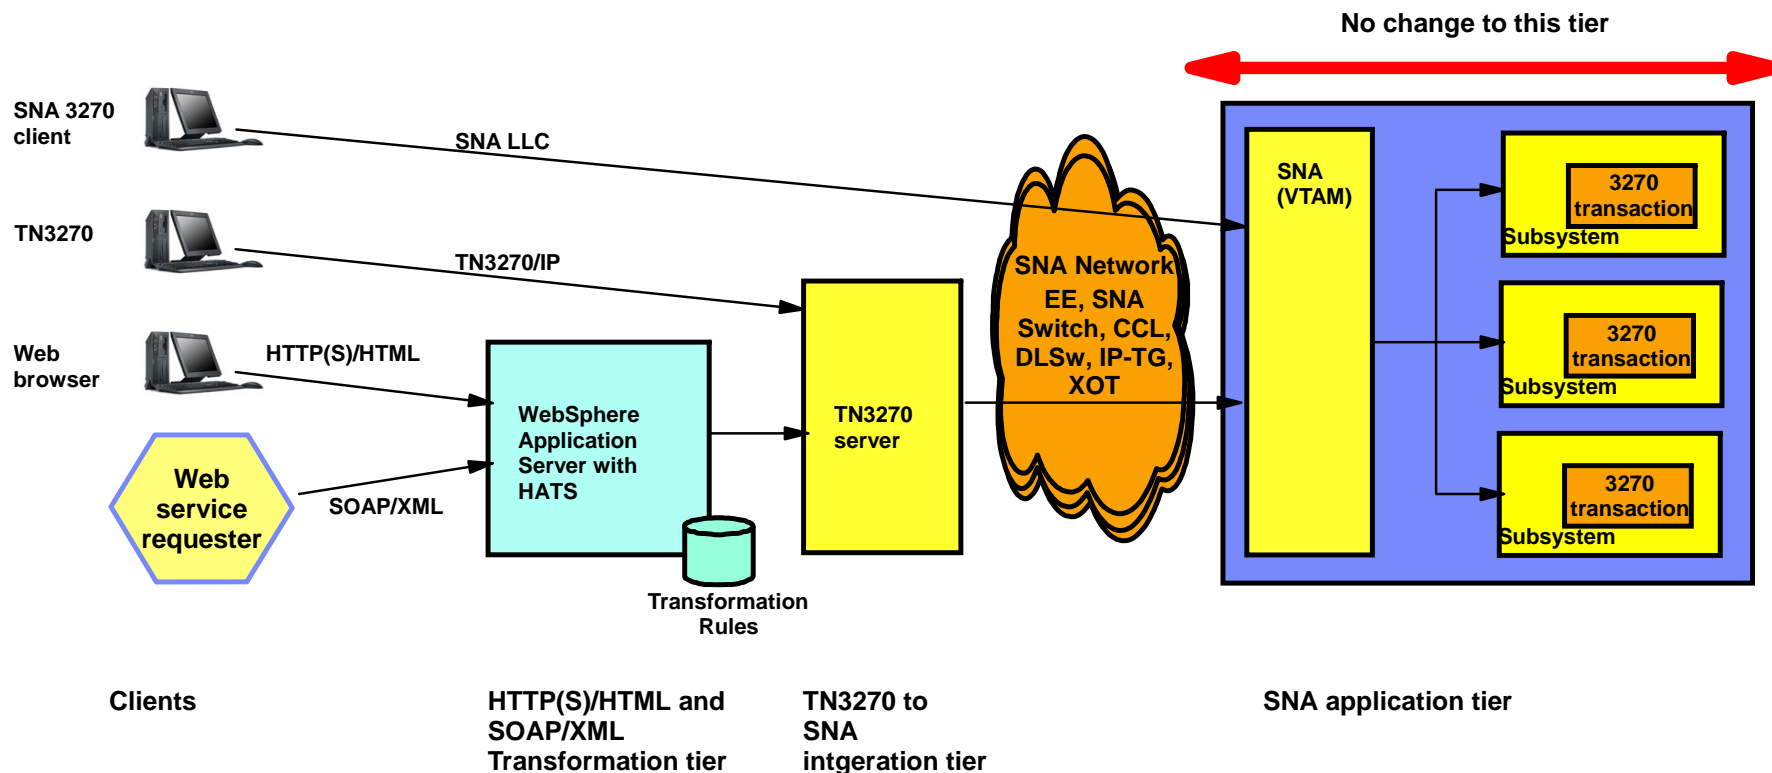 No change to this tier
SNA 3270
client
SNA LLC
TN3270
TN3270/IP
Web
browser
HTTP(S)/HTML
Web
service
requester
SOAP/XML
WebSphere
Application
Server with
HATS
Transformation
Rules
TN3270
server
SNA Network
EE, SNA
Switch, CCL,
DLSw, IP-TG,
XOT
SNA
(VTAM)
3270
transaction
Subsystem
3270
transaction
Subsystem
3270
transaction
Subsystem
Clients
HTTP(S)/HTML and
SOAP/XML
Transformation tier
TN3270 to
SNA
intgeration tier
SNA application tier